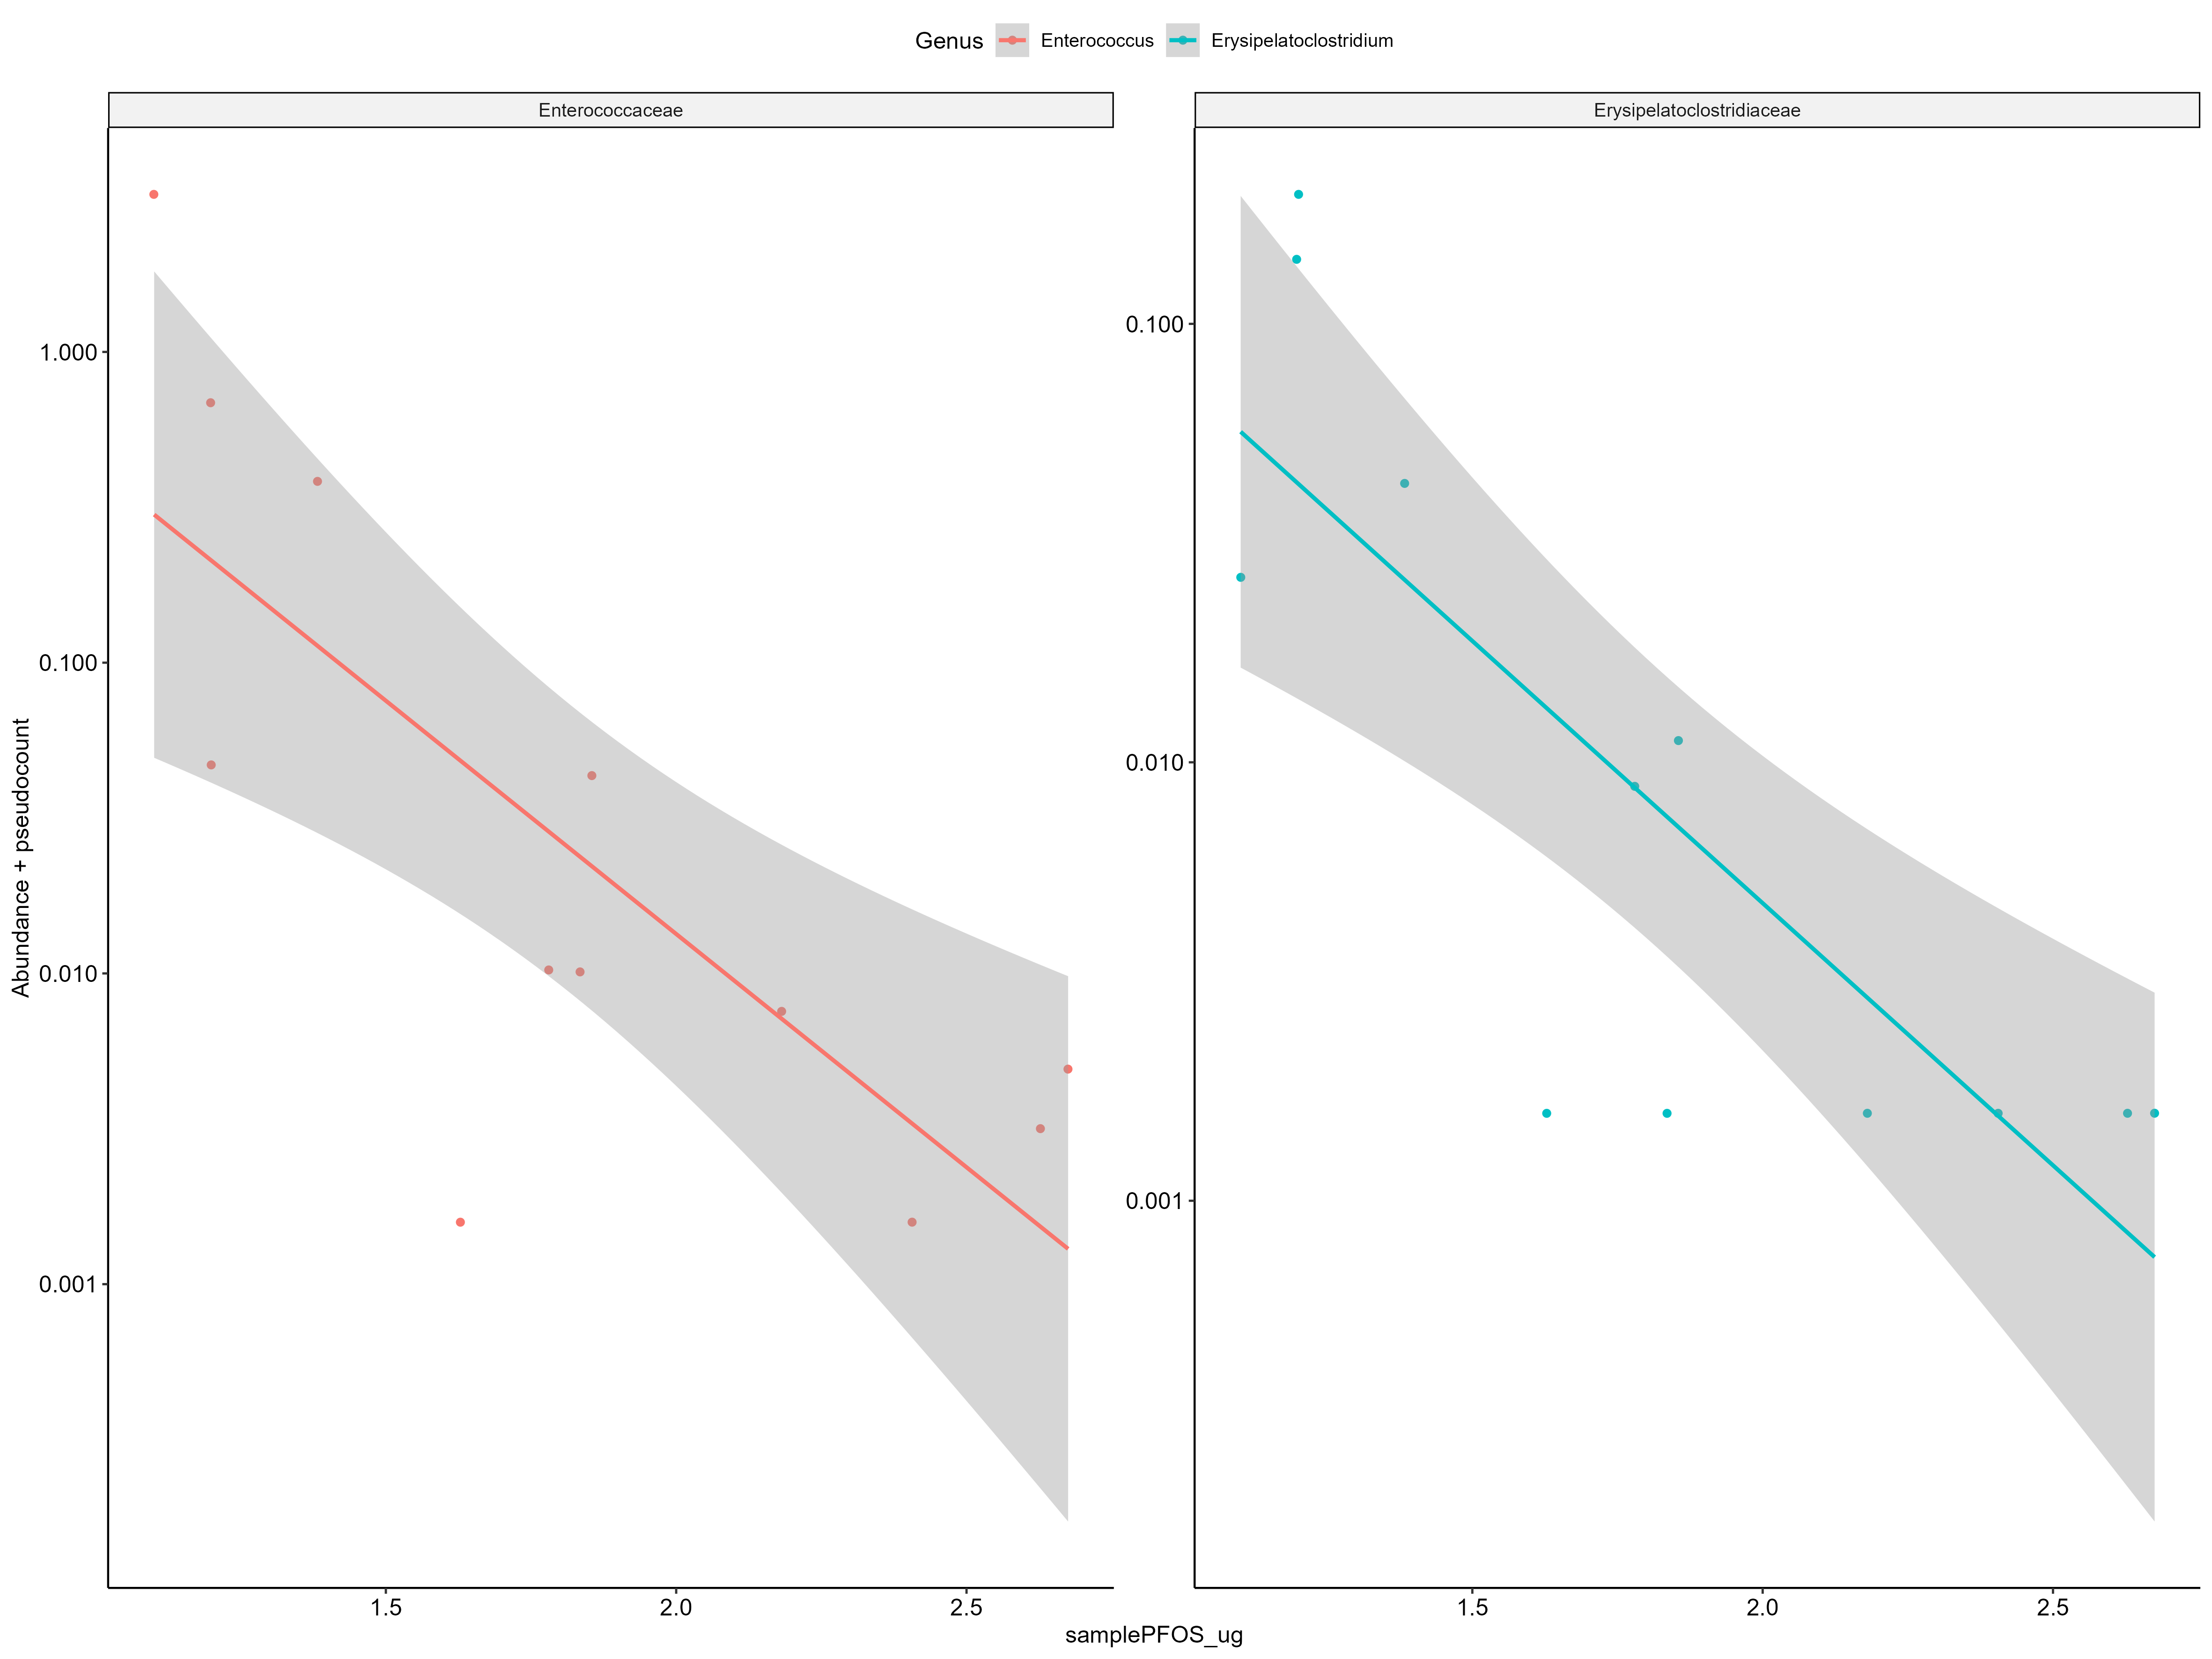 Genus Enterococcus Erysipelatoclostridium
Enterococcaceae
Erysipelatoclostridiaceae
Abundance + pseudocount
1.000
0.100
0.010
0.001
0.100
0.010
0.001
1.5 2.0 2.5
1.5 2.0 2.5
samplePFOS_ug